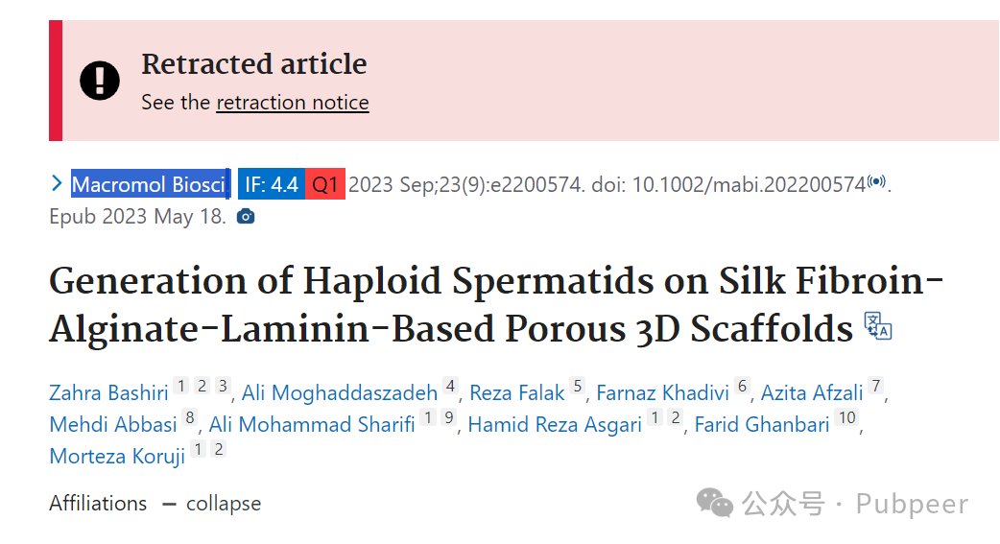 Retracted article
See the retraction notice
Macromol Biosci IF: 4.4 Q1 2023 Sep;23(9):e2200574. doi: 10.1002/mabi.202200574.
Epub 2023 May 18.
Generation of Haploid Spermatids on Silk Fibroin-
Alginate-Laminin-Based Porous 3D Scaffolds
Zahra Bashiri 1 2 3, Ali Moghaddaszadeh 4, Reza Falak 5, Farnaz Khadivi 6, Azita Afzali 7,
Mehdi Abbasi 8, Ali Mohammad Sharifi 1 9, Hamid Reza Asgari 1 2, Farid Ghanbari 10,
Morteza Koruji 1 2
Affiliations — collapse
公众号 · Pubpeer